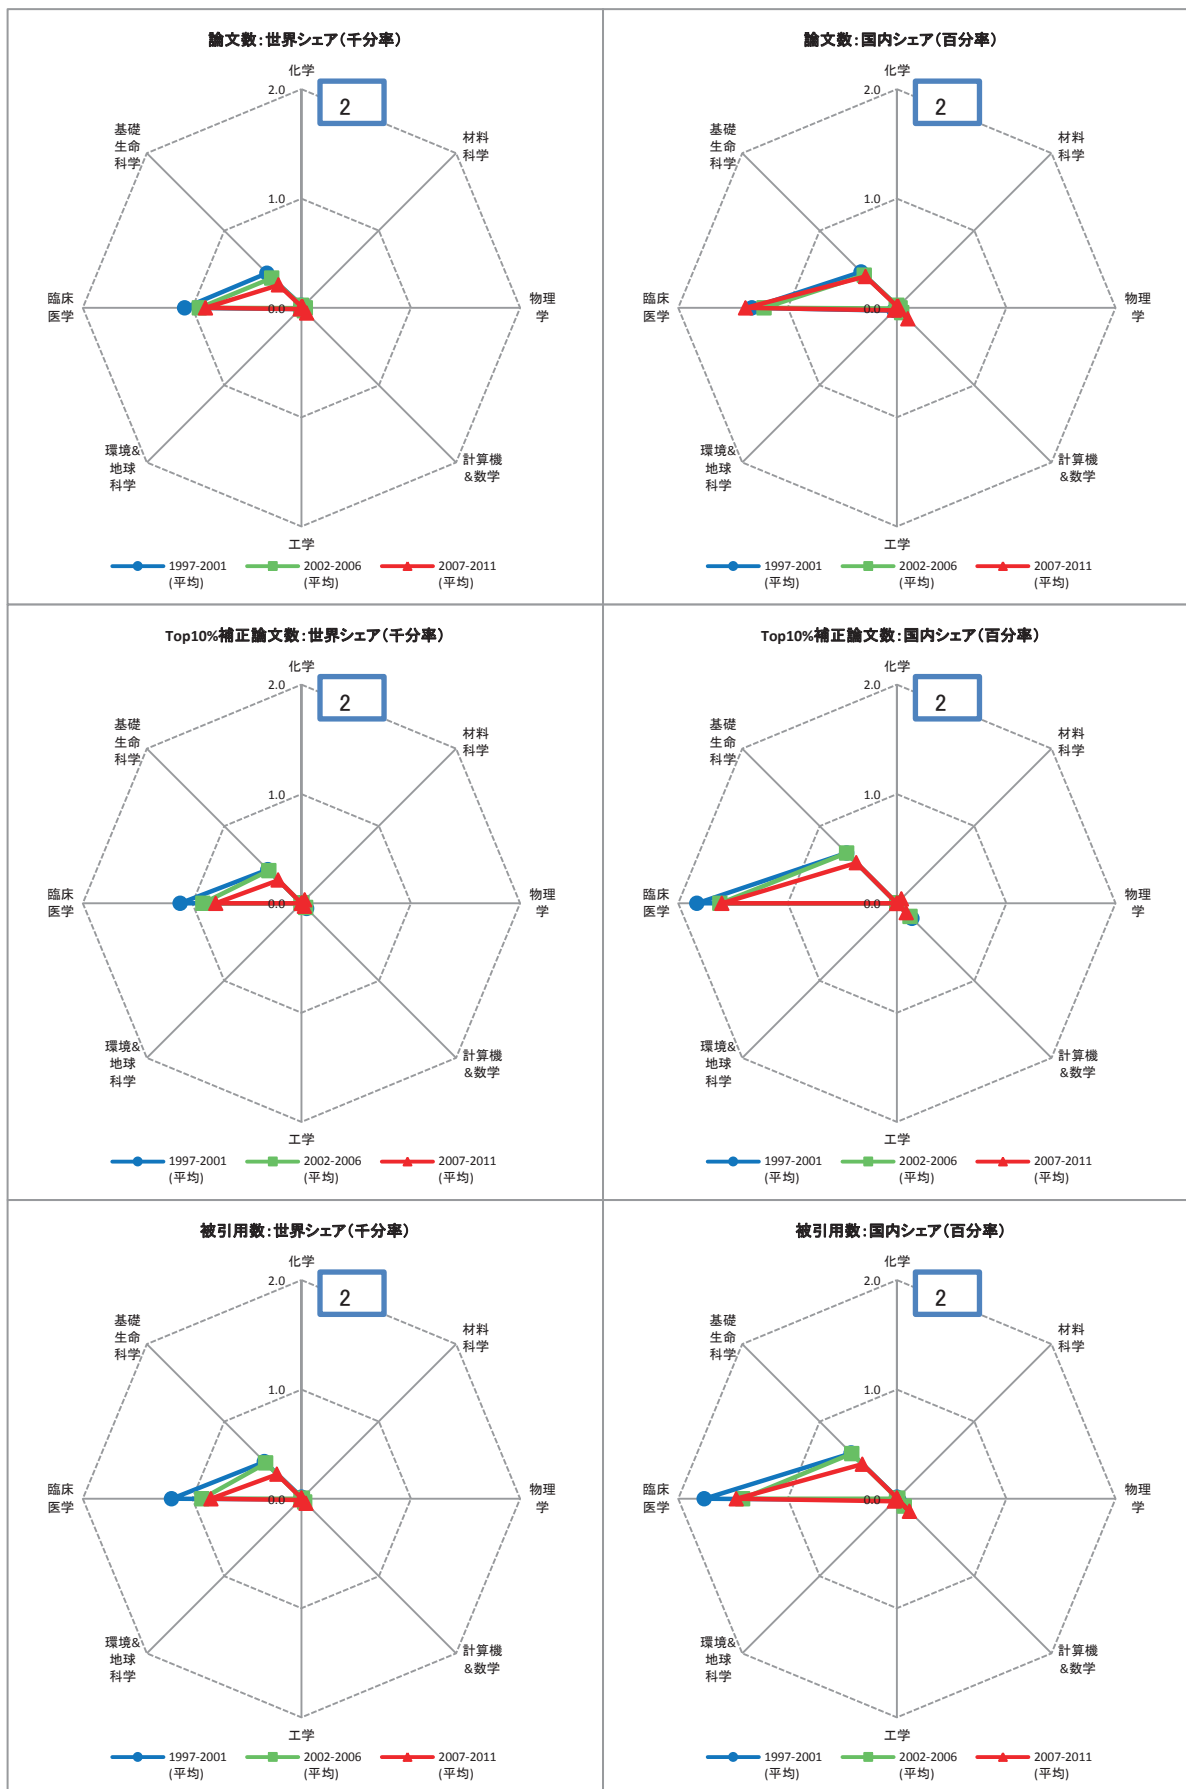 論文数：世界シェア（千分率）
化学
2.0
2
基礎
生命
科学
材料
科学
1.0
臨床
医学
0.0
物理
学
環境&
地球
科学
計算機
&数学
工学
1997-2001
(平均)
2002-2006
(平均)
2007-2011
(平均)
論文数：国内シェア（百分率）
化学
2.0
2
基礎
生命
科学
材料
科学
1.0
臨床
医学
0.0
物理
学
環境&
地球
科学
計算機
&数学
工学
1997-2001
(平均)
2002-2006
(平均)
2007-2011
(平均)
Top10%補正論文数：世界シェア（千分率）
化学
2.0
2
基礎
生命
科学
材料
科学
1.0
臨床
医学
0.0
物理
学
環境&
地球
科学
計算機
&数学
工学
1997-2001
(平均)
2002-2006
(平均)
2007-2011
(平均)
Top10%補正論文数：国内シェア（百分率）
化学
2.0
2
基礎
生命
科学
材料
科学
1.0
臨床
医学
0.0
物理
学
環境&
地球
科学
計算機
&数学
工学
1997-2001
(平均)
2002-2006
(平均)
2007-2011
(平均)
被引用数：世界シェア（千分率）
化学
2.0
2
基礎
生命
科学
材料
科学
1.0
臨床
医学
0.0
物理
学
環境&
地球
科学
計算機
&数学
工学
1997-2001
(平均)
2002-2006
(平均)
2007-2011
(平均)
被引用数：国内シェア（百分率）
化学
2.0
2
基礎
生命
科学
材料
科学
1.0
臨床
医学
0.0
物理
学
環境&
地球
科学
計算機
&数学
工学
1997-2001
(平均)
2002-2006
(平均)
2007-2011
(平均)